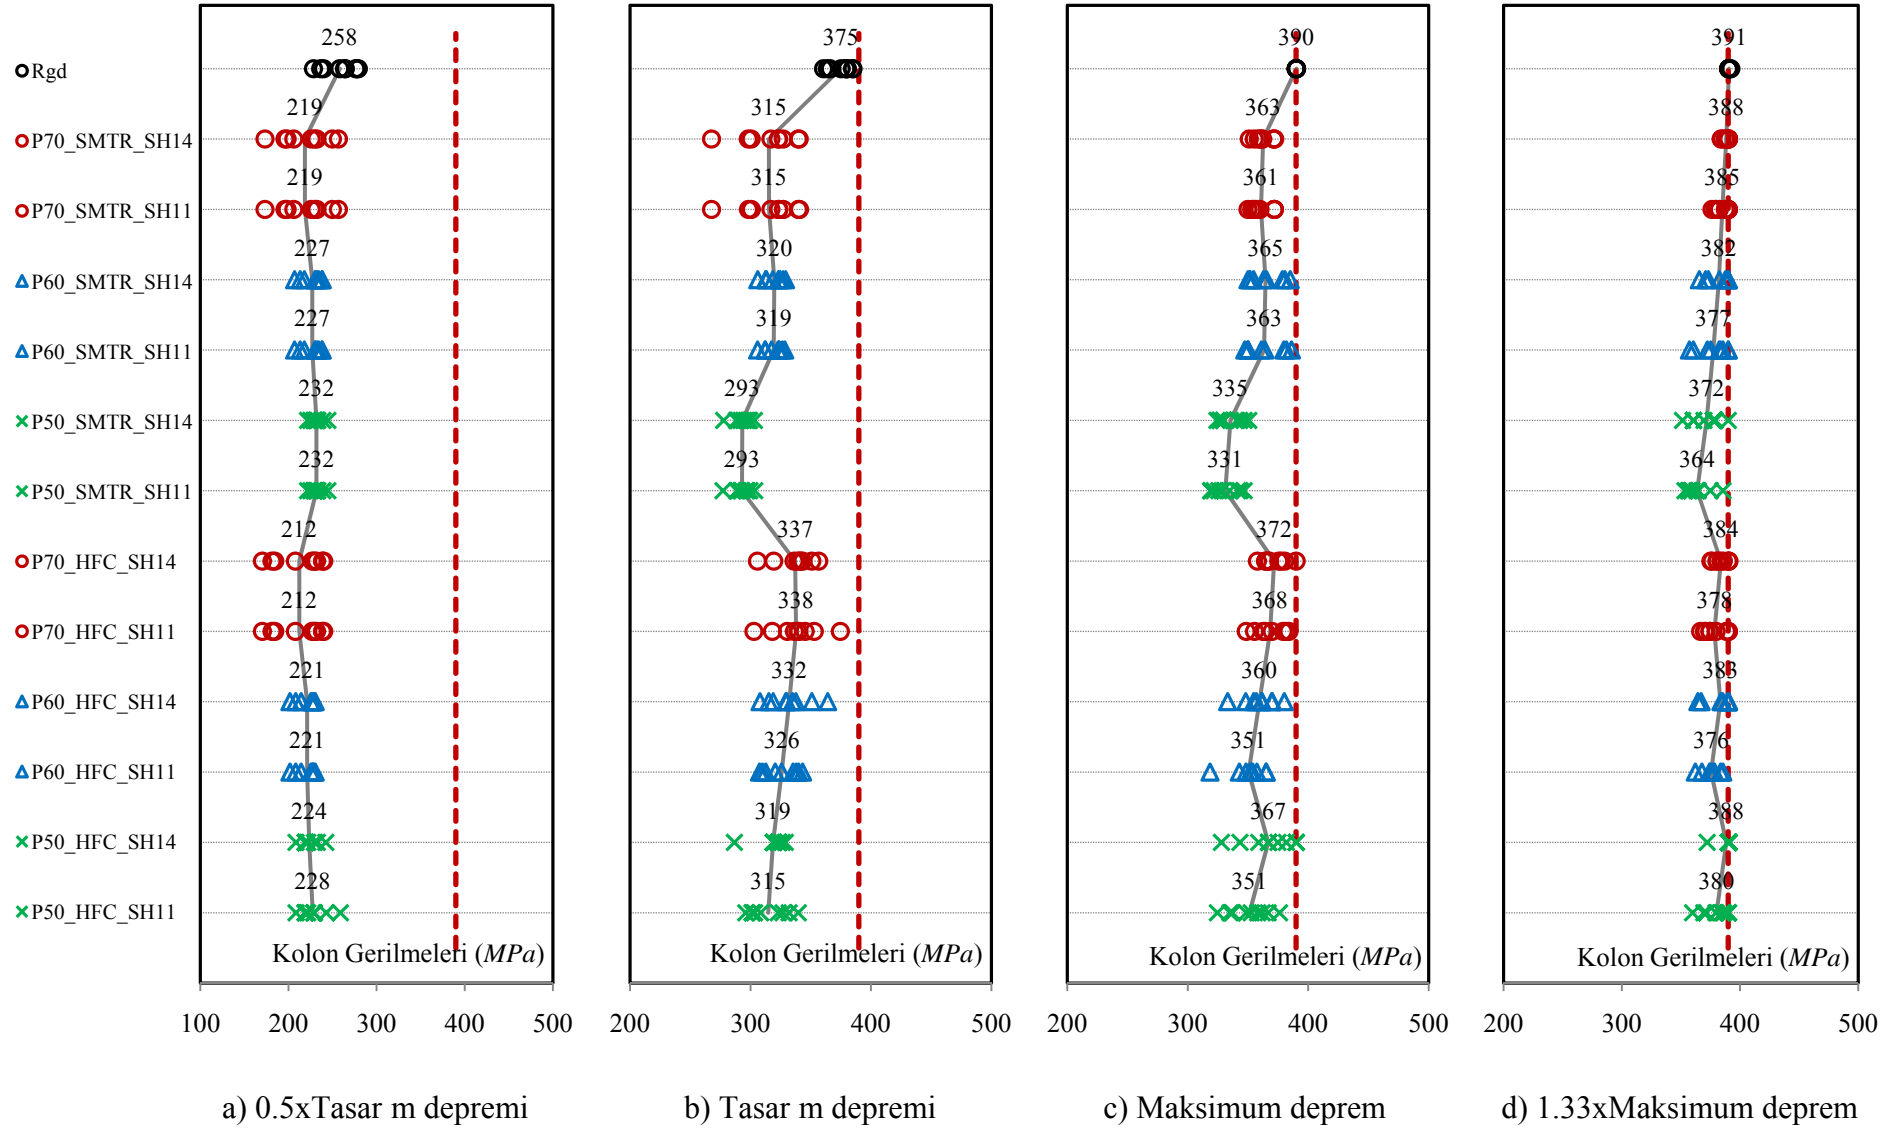 258 375 390 391
Rgd
219 315 363 388
P70_SMTR_SH14
219 315 361 385
P70_SMTR_SH11
227 320 365 382
P60_SMTR_SH14
227 319 363 377
P60_SMTR_SH11
232 293 335 372
P50_SMTR_SH14
232 293 331 364
P50_SMTR_SH11
212 337 372 384
P70_HFC_SH14
212 338 368 378
P70_HFC_SH11
221 332 360 383
P60_HFC_SH14
221 326 351 376
P60_HFC_SH11
224 319 367 388
P50_HFC_SH14
228 315 351 380
P50_HFC_SH11
Kolon Gerilmeleri (MPa) Kolon Gerilmeleri (MPa) Kolon Gerilmeleri (MPa) Kolon Gerilmeleri (MPa)
100 200 300 400 500 200 300 400 500 200 300 400 500 200 300 400 500
a) 0.5xTasar m depremi b) Tasar m depremi c) Maksimum deprem d) 1.33xMaksimum deprem